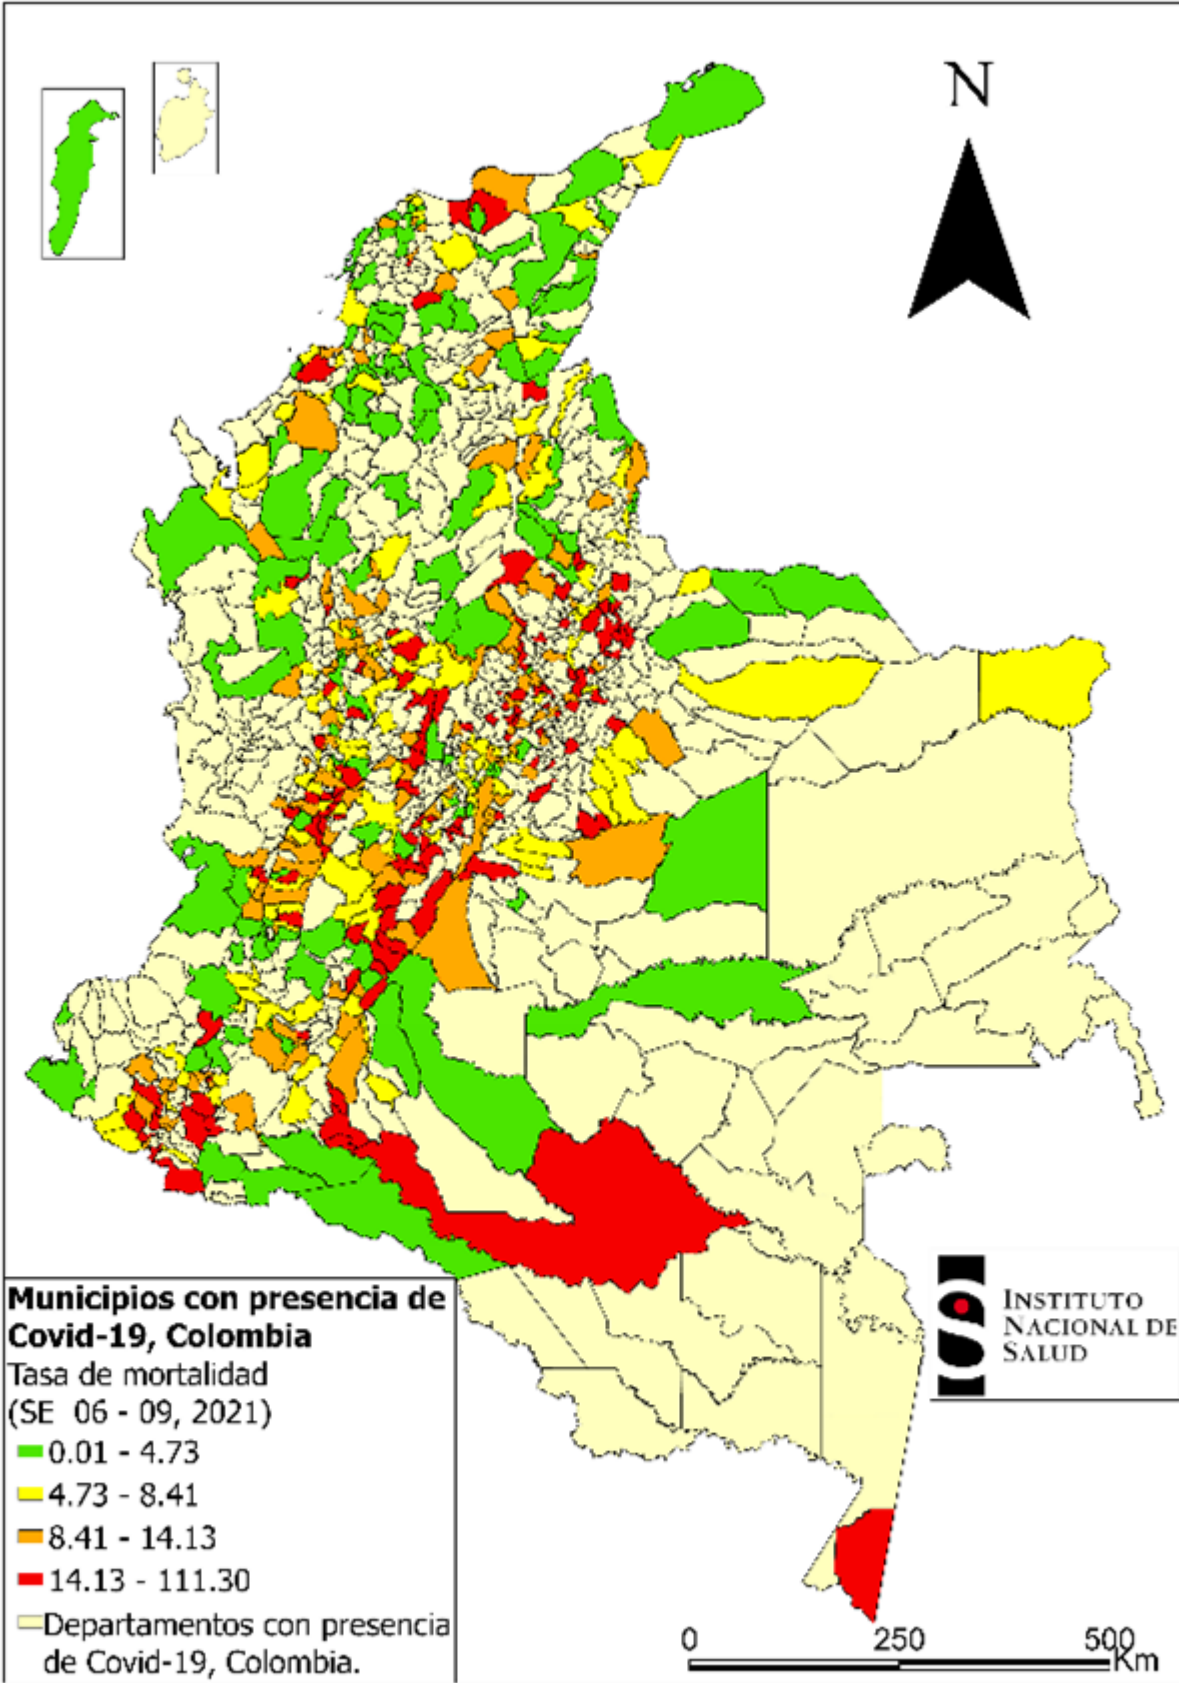 N
INSTITUTO
NACIONAL DE
SALUD
Municipios con presencia de
Covid-19, Colombia
Tasa de mortalidad
(SE 06 - 09, 2021)
0.01 - 4.73
4.73 - 8.41
8.41 - 14.13
14.13 - 111.30
Departamentos con presencia
de Covid-19, Colombia.
0 250 500
Km